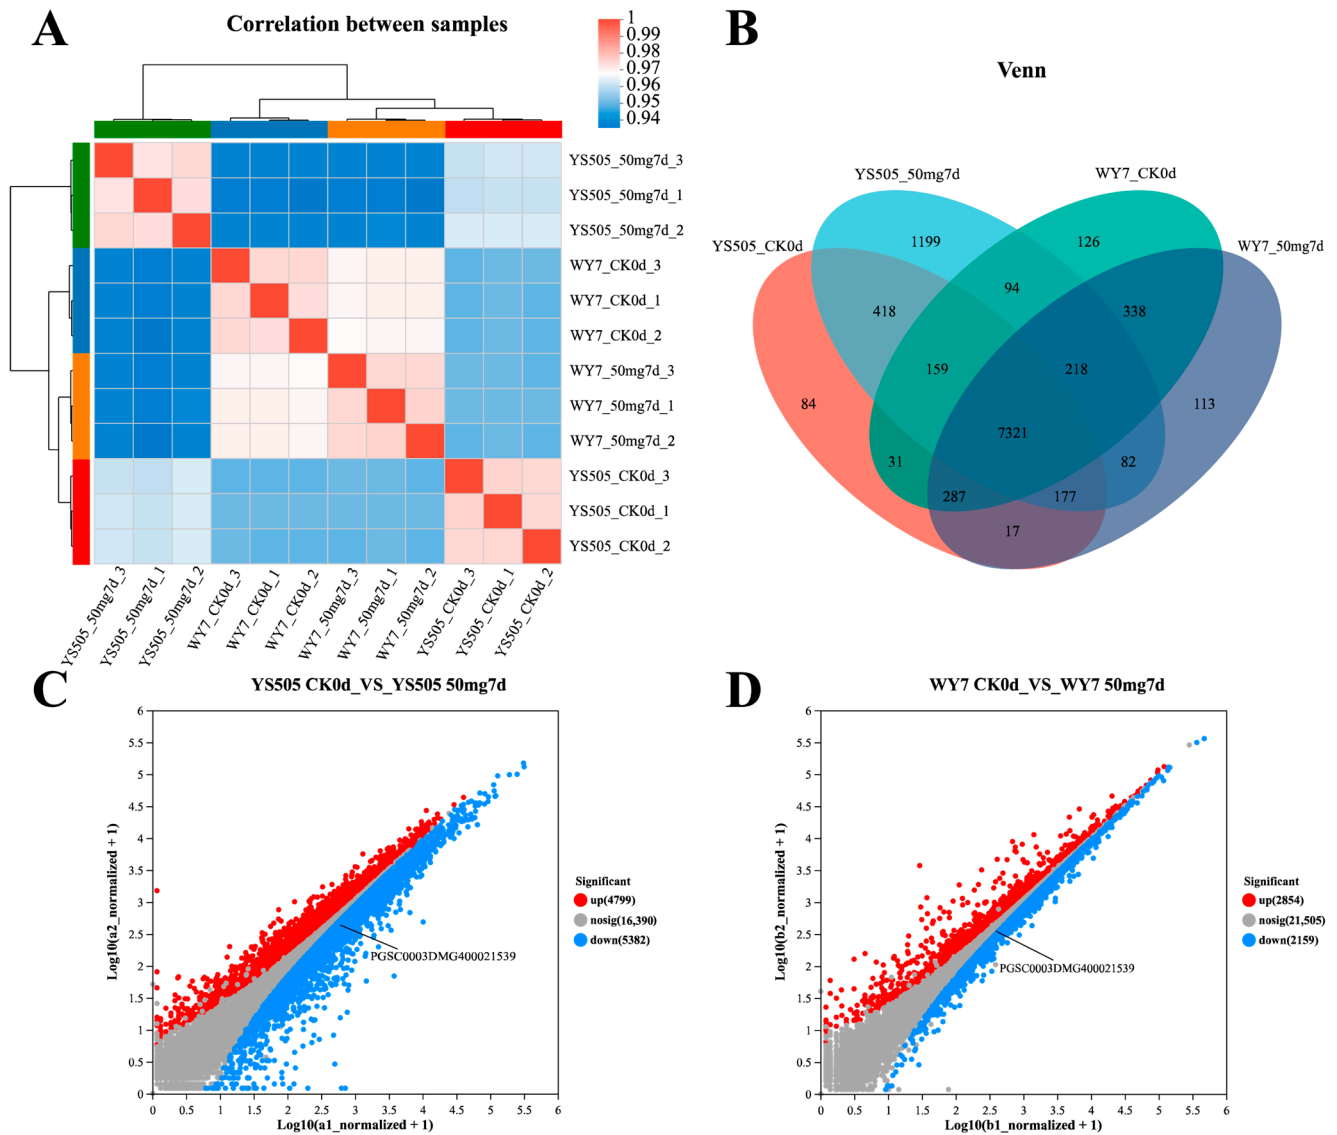 A
Correlation between samples
1
0.99
0.98
0.97
0.96
0.95
0.94
YS505_50mg7d_3
YS505_50mg7d_1
YS505_50mg7d_2
WY7_CK0d_3
WY7_CK0d_1
WY7_CK0d_2
WY7_50mg7d_3
WY7_50mg7d_1
WY7_50mg7d_2
YS505_CK0d_3
YS505_CK0d_1
YS505_CK0d_2
YS505_50mg7d_3
YS505_50mg7d_1
YS505_50mg7d_2
WY7_CK0d_3
WY7_CK0d_1
WY7_CK0d_2
WY7_50mg7d_3
WY7_50mg7d_1
WY7_50mg7d_2
YS505_CK0d_3
YS505_CK0d_1
YS505_CK0d_2
B
Venn
YS505_50mg7d
WY7_CK0d
YS505_CK0d
WY7_50mg7d
1199
126
94
418
338
159
218
84
113
7321
31
82
287
177
17
C
YS505 CK0d_VS_YS505 50mg7d
Log10(a2_normalized + 1)
6
5.5
5
4.5
4
3.5
3
2.5
2
1.5
1
0.5
0
0
0.5
1
1.5
2
2.5
3
3.5
4
4.5
5
5.5
6
Log10(a1_normalized + 1)
PGSC0003DMG400021539
Significant
up(4799)
nosig(16,390)
down(5382)
D
WY7 CK0d_VS_WY7 50mg7d
Log10(b2_normalized + 1)
6
5.5
5
4.5
4
3.5
3
2.5
2
1.5
1
0.5
0
0
0.5
1
1.5
2
2.5
3
3.5
4
4.5
5
5.5
6
Log10(b1_normalized + 1)
PGSC0003DMG400021539
Significant
up(2854)
nosig(21,505)
down(2159)